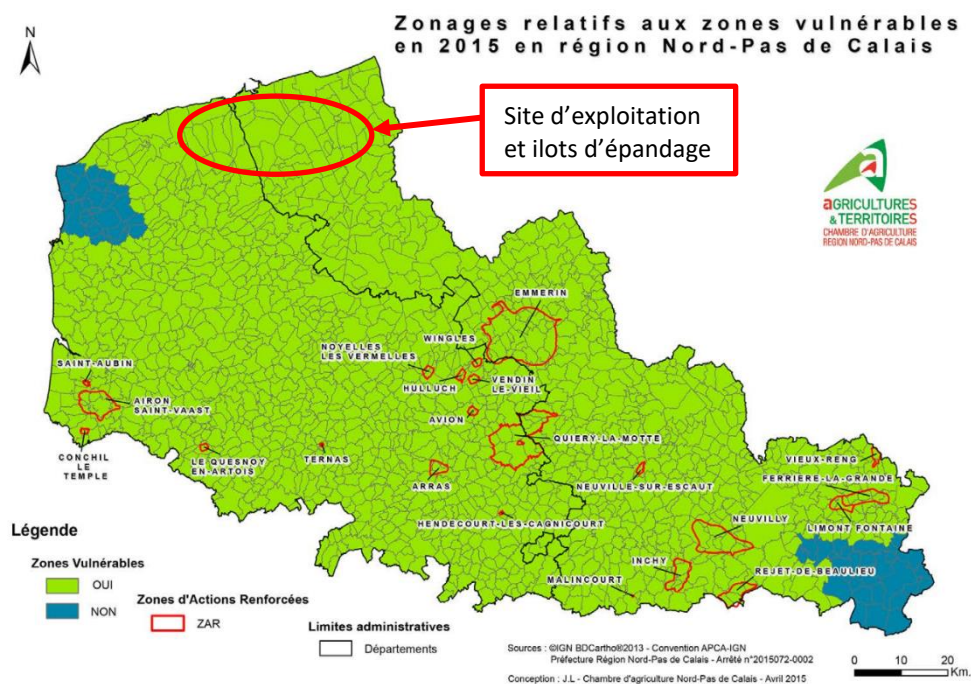 Zonages relatifs aux zones vulnérables
en 2015 en région Nord-Pas de Calais
N
Site d'exploitation
et ilots d'épandage
a
AGRICULTURES
& TERRITOIRES
CHAMBRE D'AGRICULTURE
RÉGION NORD-PAS DE CALAIS
EMMERIN
WINGLES
NOYELLES
LES VERMELLES
HULLUCH
VENDIN
LE-VIEIL
SAINT-AUBIN
AIRON
SAINT-VAAST
AVION
QUIERY-LA-MOTTE
CONCHIL
LE
TEMPLE
LE QUESNOY
EN-ARTOIS
TERNAS
ARRAS
NEUVILLE-SUR-ESCAUT
VIEUX-RENG
FERRIÈRE-LA-GRANDE
HENDECOURT-LES-CAGNICOURT
NEUVILLY
LIMONT FONTAINE
INCHY
MALINCOURT
REJET-DE-BEAULIEU
Légende
Zones Vulnérables
OUI
NON
Zones d'Actions Renforcées
ZAR
Limites administratives
Départements
Sources : ©IGN BDCartho®2013 - Convention APCA-IGN
Préfecture Région Nord-Pas de Calais - Arrêté n°2015072-0002
Conception : J.L - Chambre d'agriculture Nord-Pas de Calais - Avril 2015
0 10 20
Km.